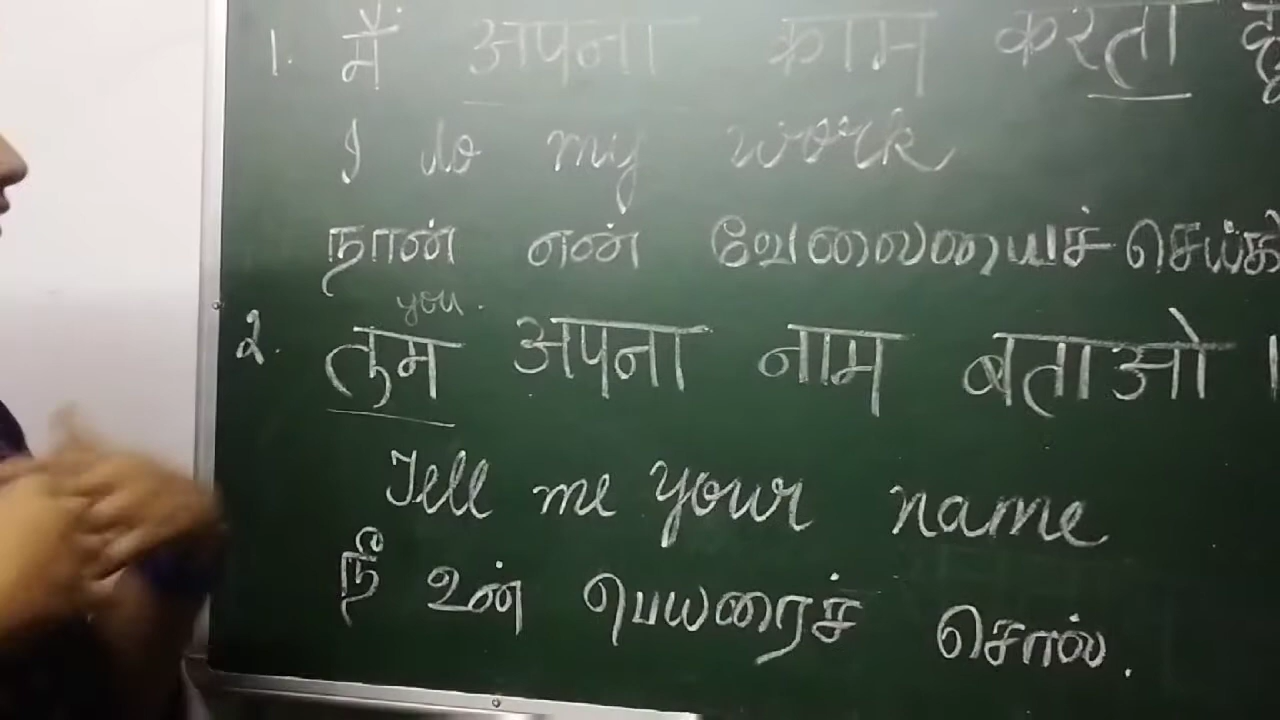 1. मैं अपना काम करता हूँ
I do my work
நான் என் வேலையைச் செய்கி
you.
2. तुम अपना नाम बताओ ।
Tell me your name
நீ உன் பெயரைச் சொல்.